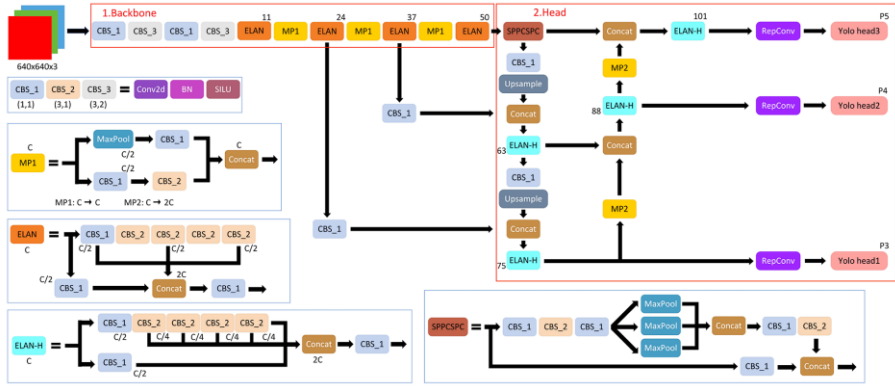 1.Backbone
2.Head
11
24
37
50
101
P5
CBS_1 CBS_3 CBS_1 CBS_3 ELAN MP1 ELAN MP1 ELAN MP1 ELAN SPPCSPC Concat ELAN-H RepConv Yolo head3
640x640x3
CBS_1
MP2
Upsample
CBS_1 CBS_2 CBS_3 = Conv2d BN SILU
(1,1) (3,1) (3,2)
P4
88 ELAN-H RepConv Yolo head2
CBS_1 Concat
C
MaxPool CBS_1
C/2
C/2
C
MP1 = Concat
CBS_1 CBS_2
MP1: C → C MP2: C → 2C
63 ELAN-H Concat
CBS_1
Upsample
MP2
CBS_1 Concat
P3
75 ELAN-H RepConv Yolo head1
ELAN = CBS_1 CBS_2 CBS_2 CBS_2 CBS_2
C
C/2 C/2 C/2
C/2
2C
CBS_1 Concat CBS_1
ELAN-H = CBS_1 CBS_2 CBS_2 CBS_2 CBS_2
C
C/2 C/4 C/4 C/4 C/4
Concat CBS_1
2C
CBS_1
C/2
SPPCSPC = CBS_1 CBS_2 CBS_1
MaxPool
MaxPool
MaxPool
Concat CBS_1 CBS_2
CBS_1 Concat